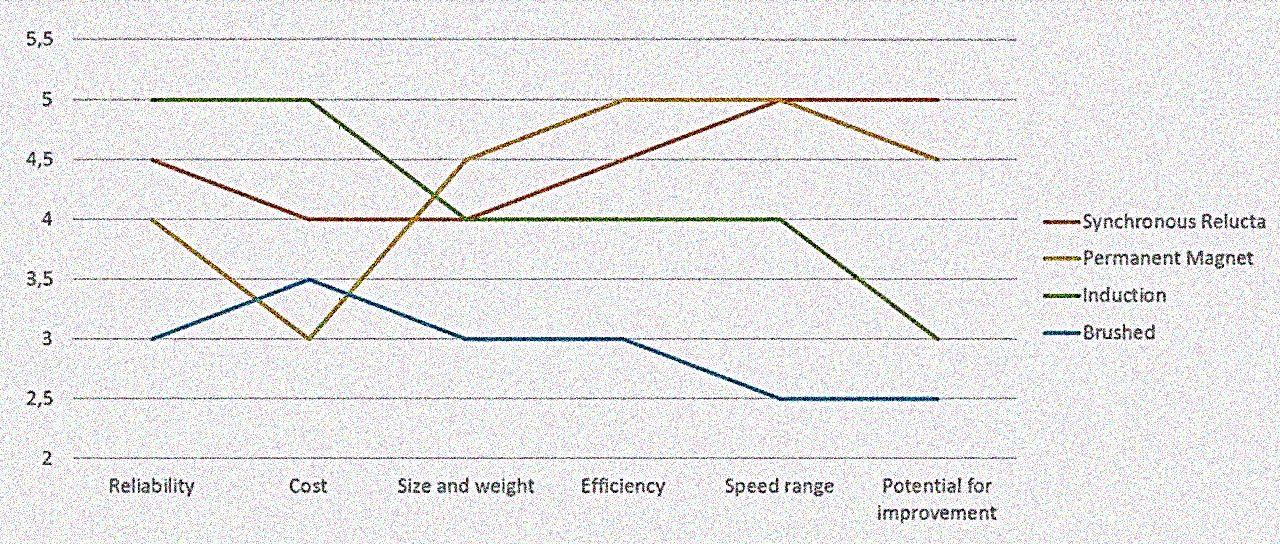 5,5
5
4,5
4
3,5
3
2,5
2
Reliability
Cost
Size and weight
Efficiency
Speed range
Potential for
improvement
Synchronous Relucta
Permanent Magnet
Induction
Brushed